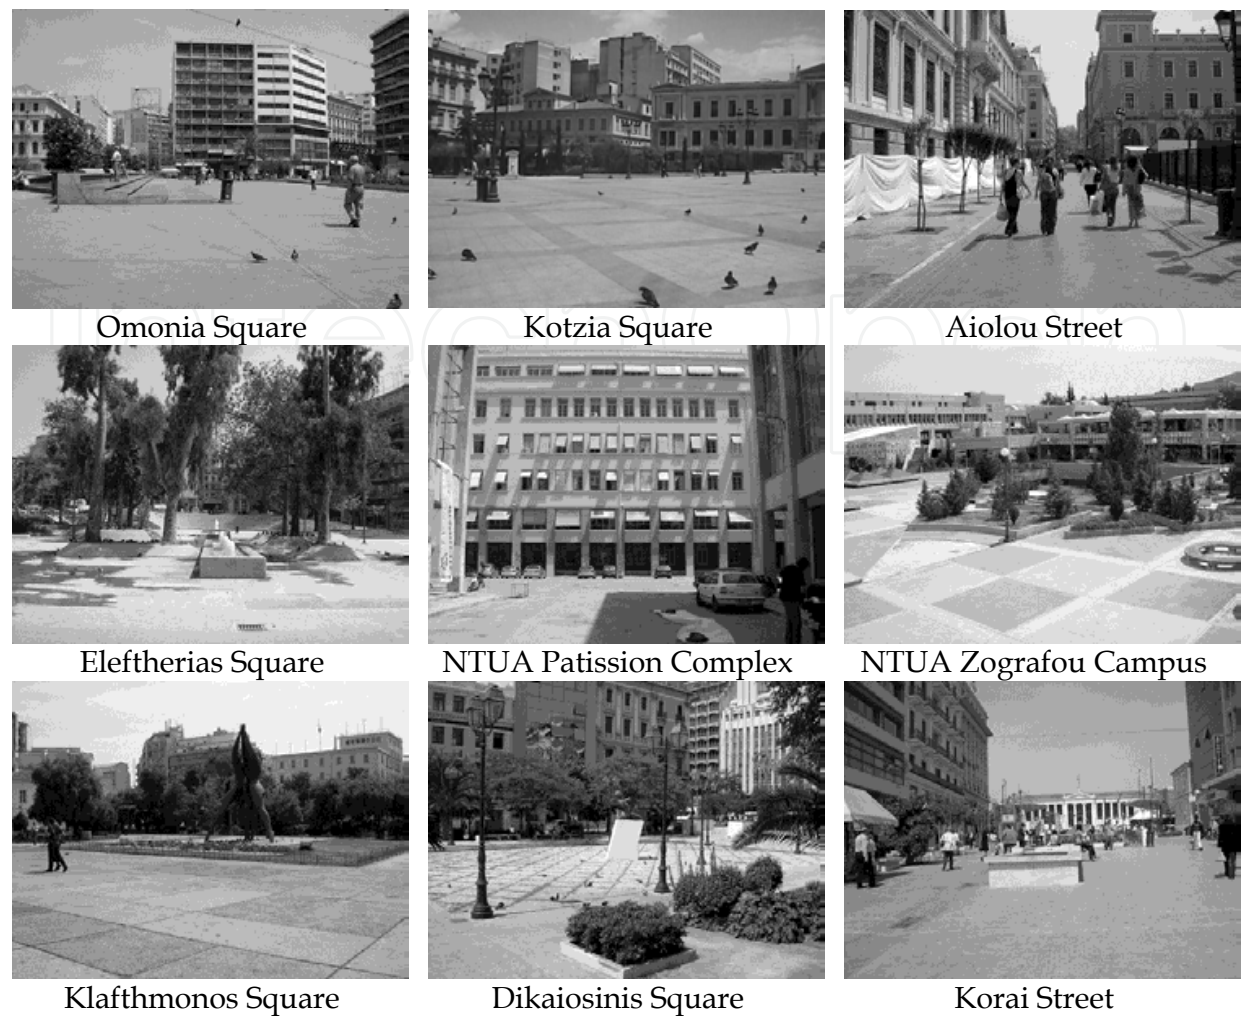 Omonia Square
Kotzia Square
Aiolou Street
Eleftherias Square
NTUA Patission Complex
NTUA Zografou Campus
Klafthmonos Square
Dikaiosinis Square
Korai Street